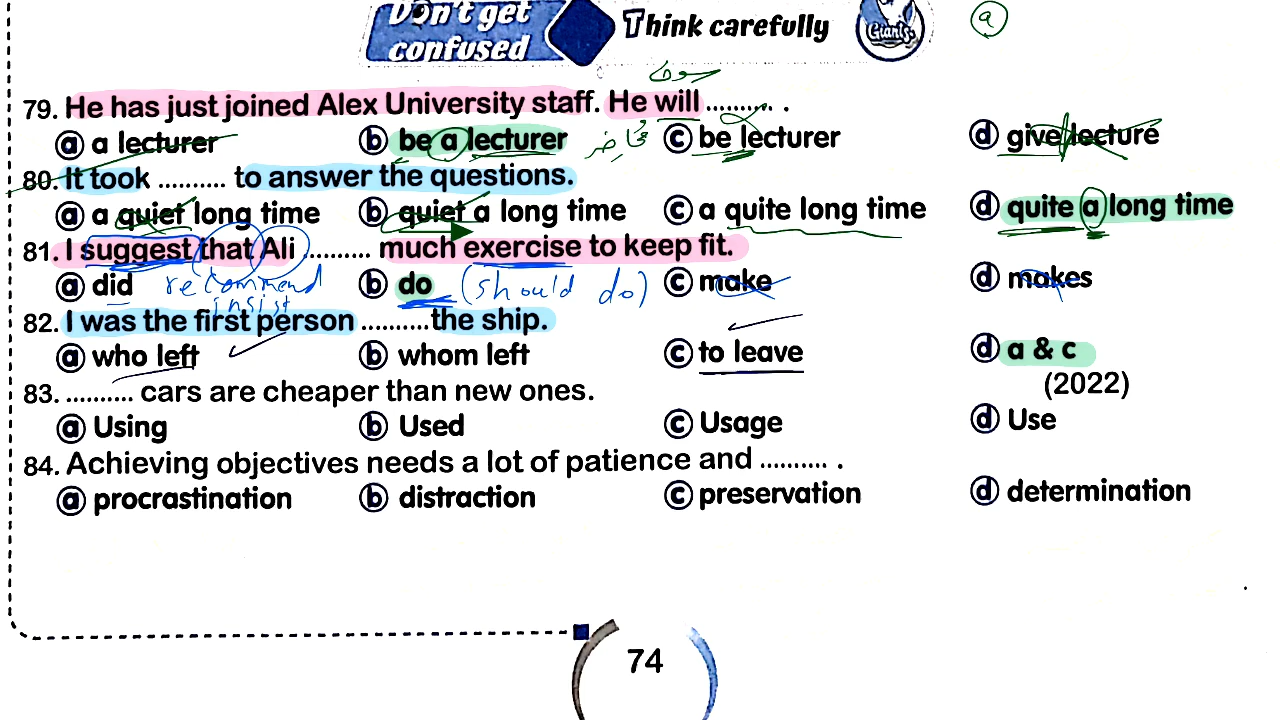 Don't get
confused
Think carefully
Giants
a
سوف
79. He has just joined Alex University staff. He will .......... .
ⓐ a lecturer ⓑ be a lecturer محاضر ⓒ be lecturer ⓓ give lecture
80. It took .......... to answer the questions.
ⓐ a quiet long time ⓑ quiet a long time ⓒ a quite long time ⓓ quite a long time
81. I suggest that Ali .......... much exercise to keep fit.
ⓐ did recommend ⓑ do (should do) ⓒ make ⓓ makes
insist
82. I was the first person .......... the ship.
ⓐ who left ⓑ whom left ⓒ to leave ⓓ a & c
(2022)
83. .......... cars are cheaper than new ones.
ⓐ Using ⓑ Used ⓒ Usage ⓓ Use
84. Achieving objectives needs a lot of patience and .......... .
ⓐ procrastination ⓑ distraction ⓒ preservation ⓓ determination
74